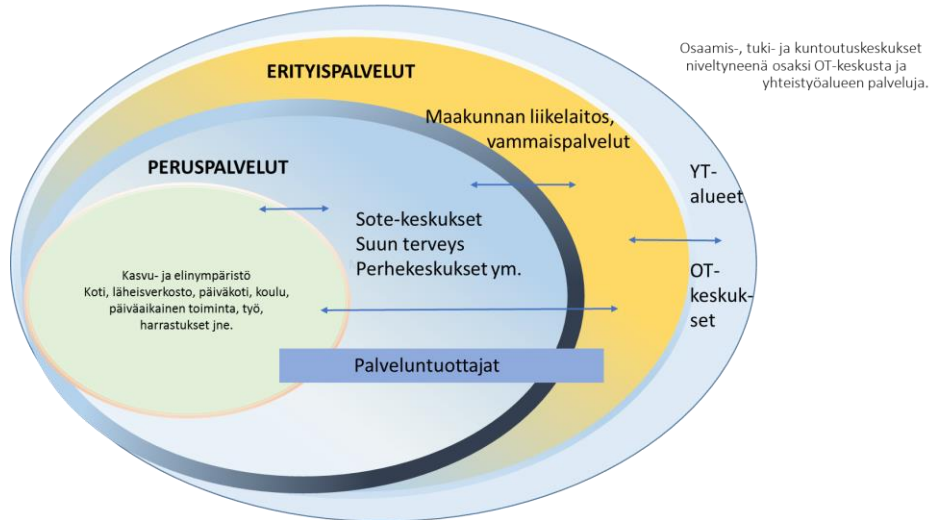 Osaamis-, tuki- ja kuntoutuskeskukset
niveltyneenä osaksi OT-keskusta ja
yhteistyöalueen palveluja.
ERITYISPALVELUT
Maakunnan liikelaitos,
vammaispalvelut
PERUSPALVELUT
YT-
alueet
Sote-keskukset
Suun terveys
Perhekeskukset ym.
Kasvu- ja elinympäristö
Koti, läheisverkosto, päiväkoti, koulu,
päiväaikainen toiminta, työ,
harrastukset jne.
OT-
keskuk-
set
Palveluntuottajat